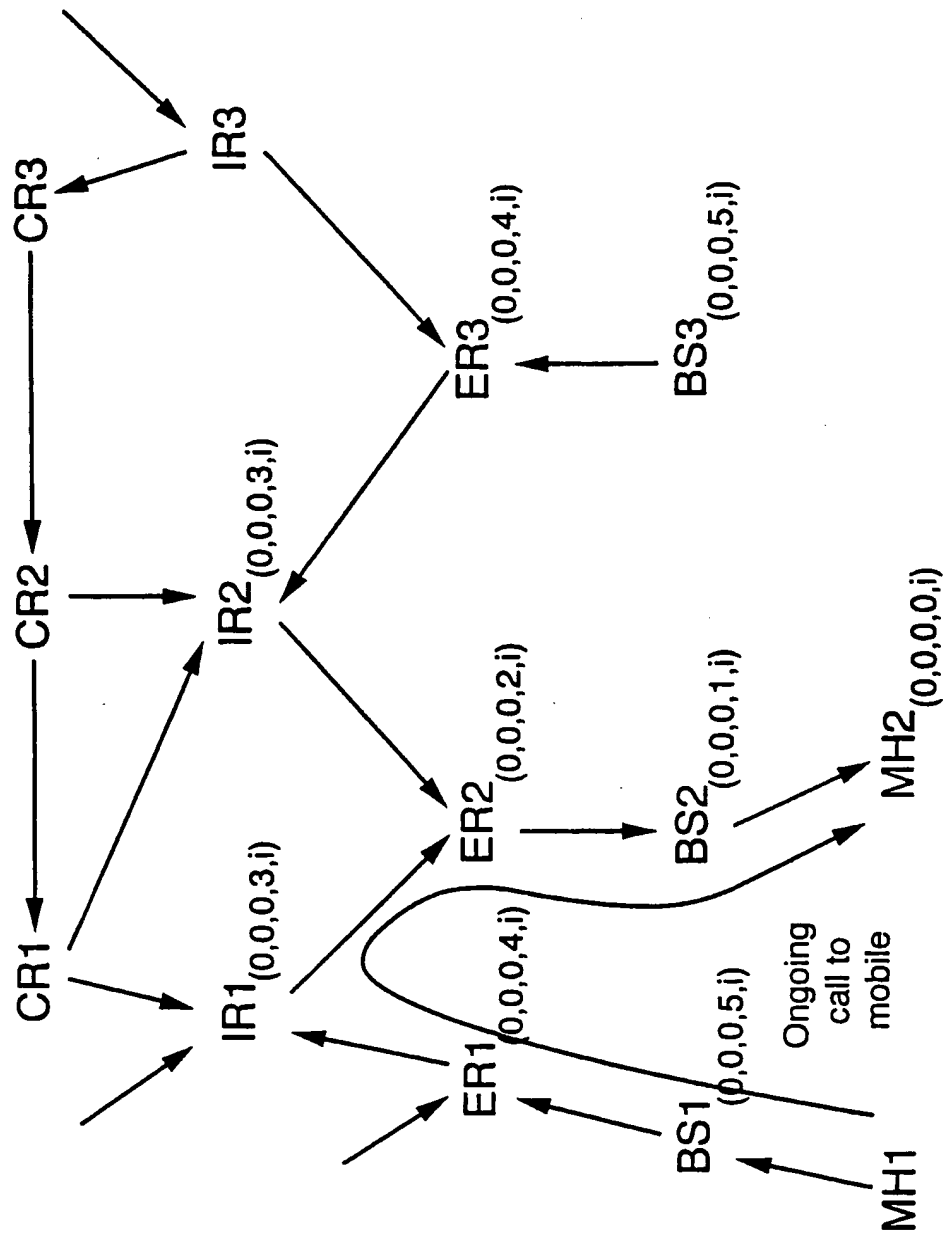 CR1
CR2
CR3
IR1(0,0,0,3,i)
IR2(0,0,0,3,i)
IR3
ER1(0,0,0,4,i)
ER2(0,0,0,2,i)
ER3(0,0,0,4,i)
BS1(0,0,0,5,i)
BS2(0,0,0,1,i)
BS3(0,0,0,5,i)
Ongoing
call to
mobile
MH1
MH2(0,0,0,0,i)